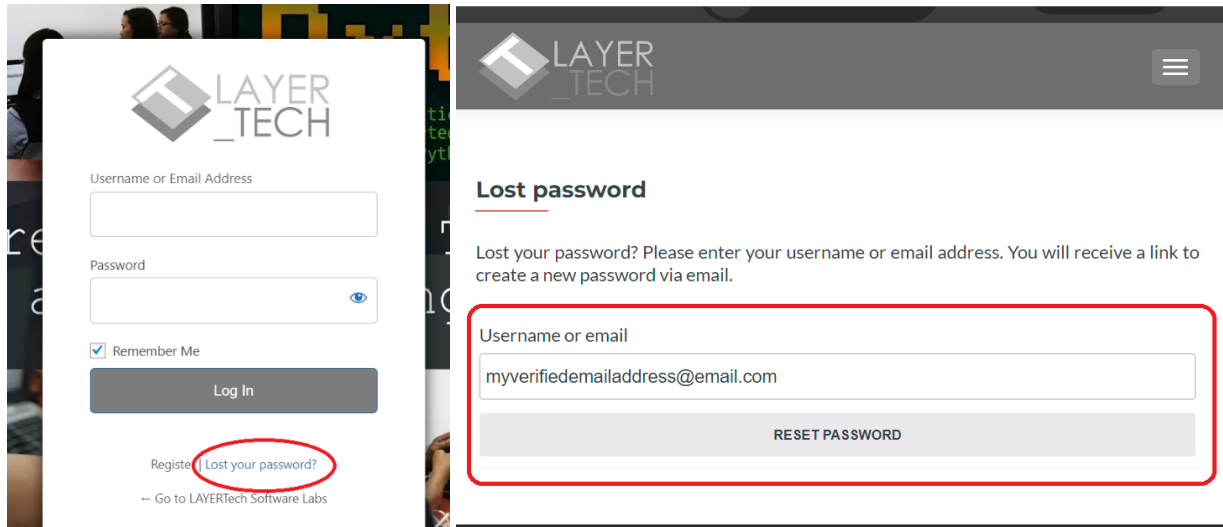 LAYER
_TECH
Username or Email Address
Password
Remember Me
Log In
Register | Lost your password?
← Go to LAYERTech Software Labs
LAYER
_TECH
Lost password
Lost your password? Please enter your username or email address. You will receive a link to
create a new password via email.
Username or email
myverifiedemailaddress@email.com
RESET PASSWORD